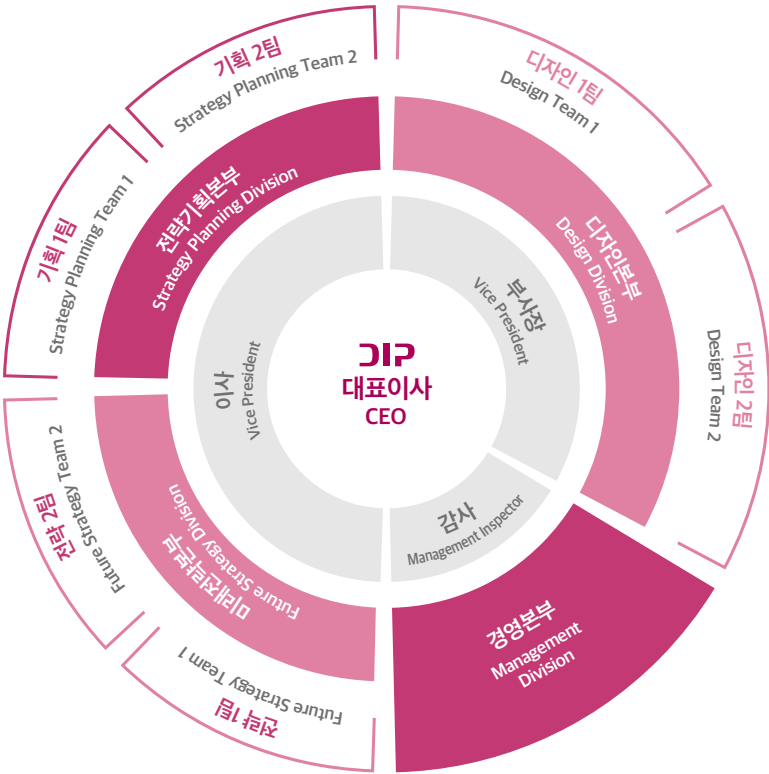 DIP
대표이사
CEO
부사장
Vice President
감사
Management Inspector
이사
Vice President
디자인본부
Design Division
경영본부
Management
Division
미래전략본부
Future Strategy Division
전략기획본부
Strategy Planning Division
디자인 1팀
Design Team 1
디자인 2팀
Design Team 2
전략 1팀
Future Strategy Team 1
전략 2팀
Future Strategy Team 2
기획 1팀
Strategy Planning Team 1
기획 2팀
Strategy Planning Team 2